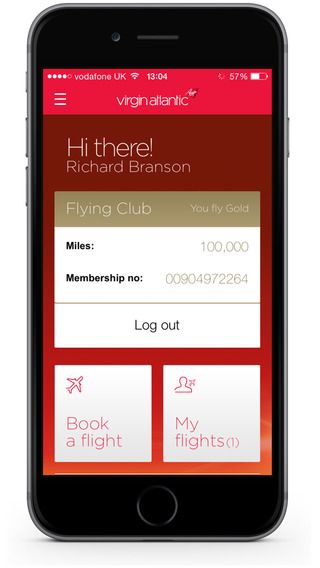 vodafone UK 13:04 57%
virgin atlantic
Hi there!
Richard Branson
Flying Club You fly Gold
Miles: 100,000
Membership no: 00904972264
Log out
Book
a flight
My
flights (1)